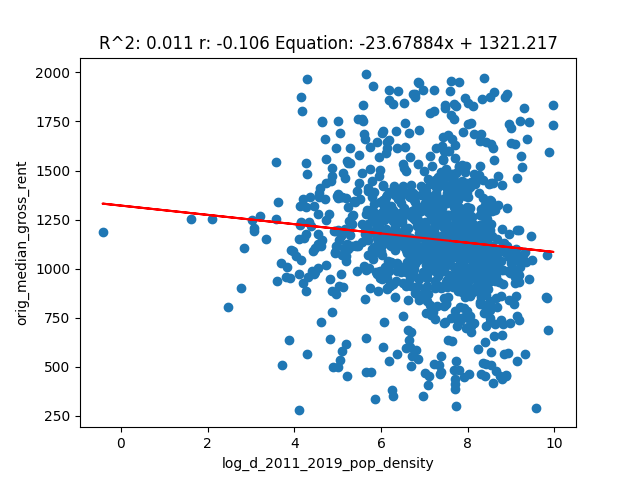 R^2: 0.011 r: -0.106 Equation: -23.67884x + 1321.217
2000
1750
1500
1250
1000
750
500
250
orig_median_gross_rent
0 2 4 6 8 10
log_d_2011_2019_pop_density